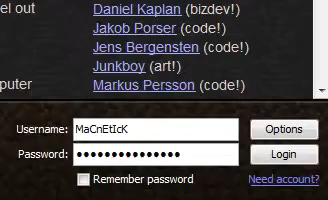 el out Daniel Kaplan (bizdev!)
Jakob Porser (code!)
Jens Bergensten (code!)
Junkboy (art!)
puter Markus Persson (code!)
Username: MaCnEtIcK Options
Password: ●●●●●●●●●●●●●●● Login
Remember password Need account?